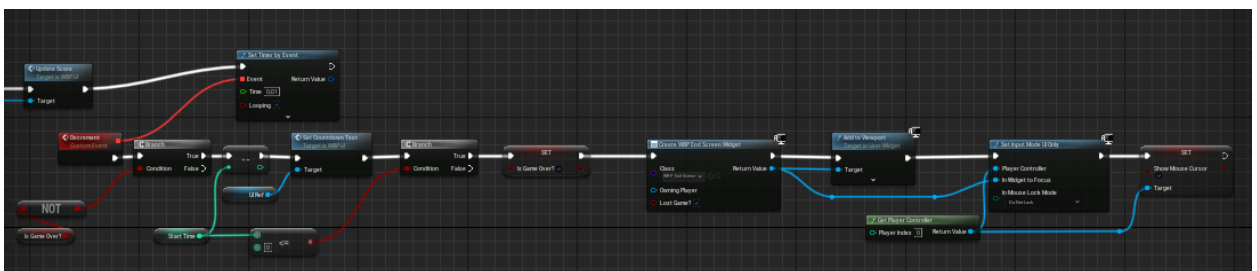 Update Score
Target is WBP UI
Target
Set Timer by Event
Event
Return Value
Time 0.01
Looping
Decrement
Custom Event
Branch
True
Condition
False
--
Set Countdown Text
Target is WBP UI
Target
UI Ref
Branch
True
Condition
False
SET
Is Game Over?
NOT
Is Game Over?
Start Time
0
<=
Create WBP End Screen Widget
Class
Return Value
WBP End Screen
Owning Player
Lost Game?
Add to Viewport
Target is User Widget
Target
Set Input Mode UI Only
Player Controller
In Widget to Focus
In Mouse Lock Mode
Do Not Lock
Get Player Controller
Player Index 0
Return Value
SET
Show Mouse Cursor
Target